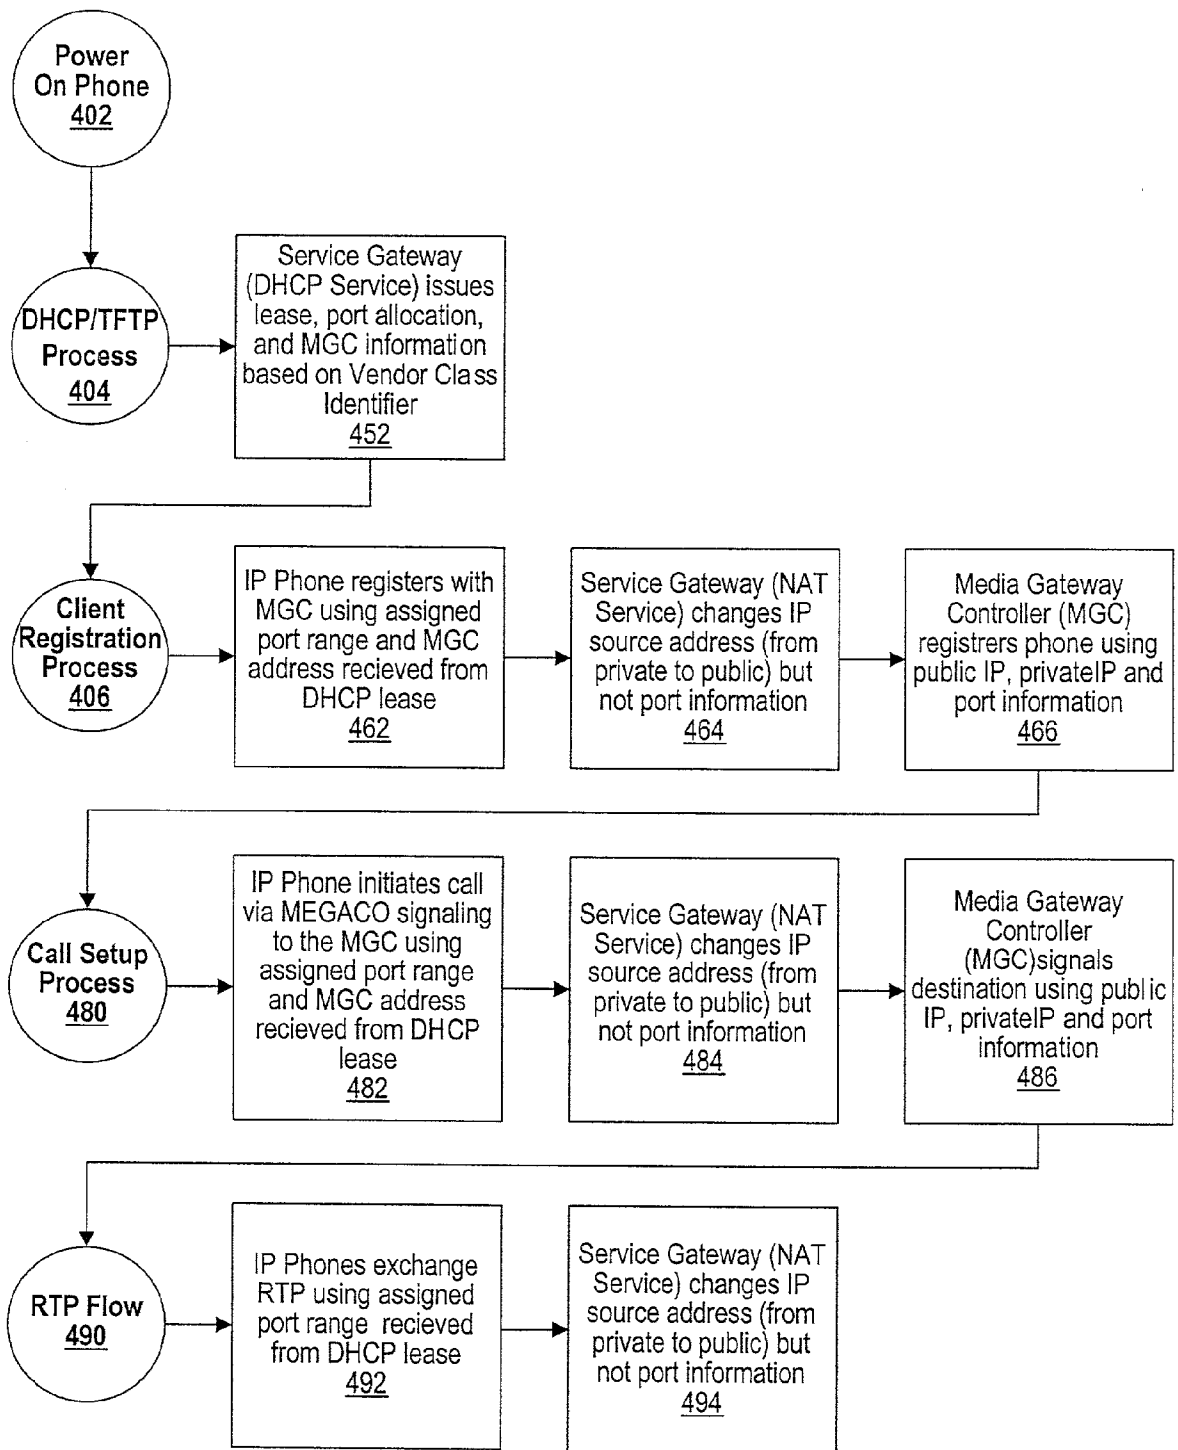 Power
On Phone
402
DHCP/TFTP
Process
404
Service Gateway
(DHCP Service) issues
lease, port allocation,
and MGC information
based on Vendor Class
Identifier
452
Client
Registration
Process
406
IP Phone registers with
MGC using assigned
port range and MGC
address recieved from
DHCP lease
462
Service Gateway (NAT
Service) changes IP
source address (from
private to public) but
not port information
464
Media Gateway
Controller (MGC)
registrers phone using
public IP, privateIP and
port information
466
Call Setup
Process
480
IP Phone initiates call
via MEGACO signaling
to the MGC using
assigned port range
and MGC address
recieved from DHCP
lease
482
Service Gateway (NAT
Service) changes IP
source address (from
private to public) but
not port information
484
Media Gateway
Controller
(MGC)signals
destination using public
IP, privateIP and port
information
486
RTP Flow
490
IP Phones exchange
RTP using assigned
port range recieved
from DHCP lease
492
Service Gateway (NAT
Service) changes IP
source address (from
private to public) but
not port information
494